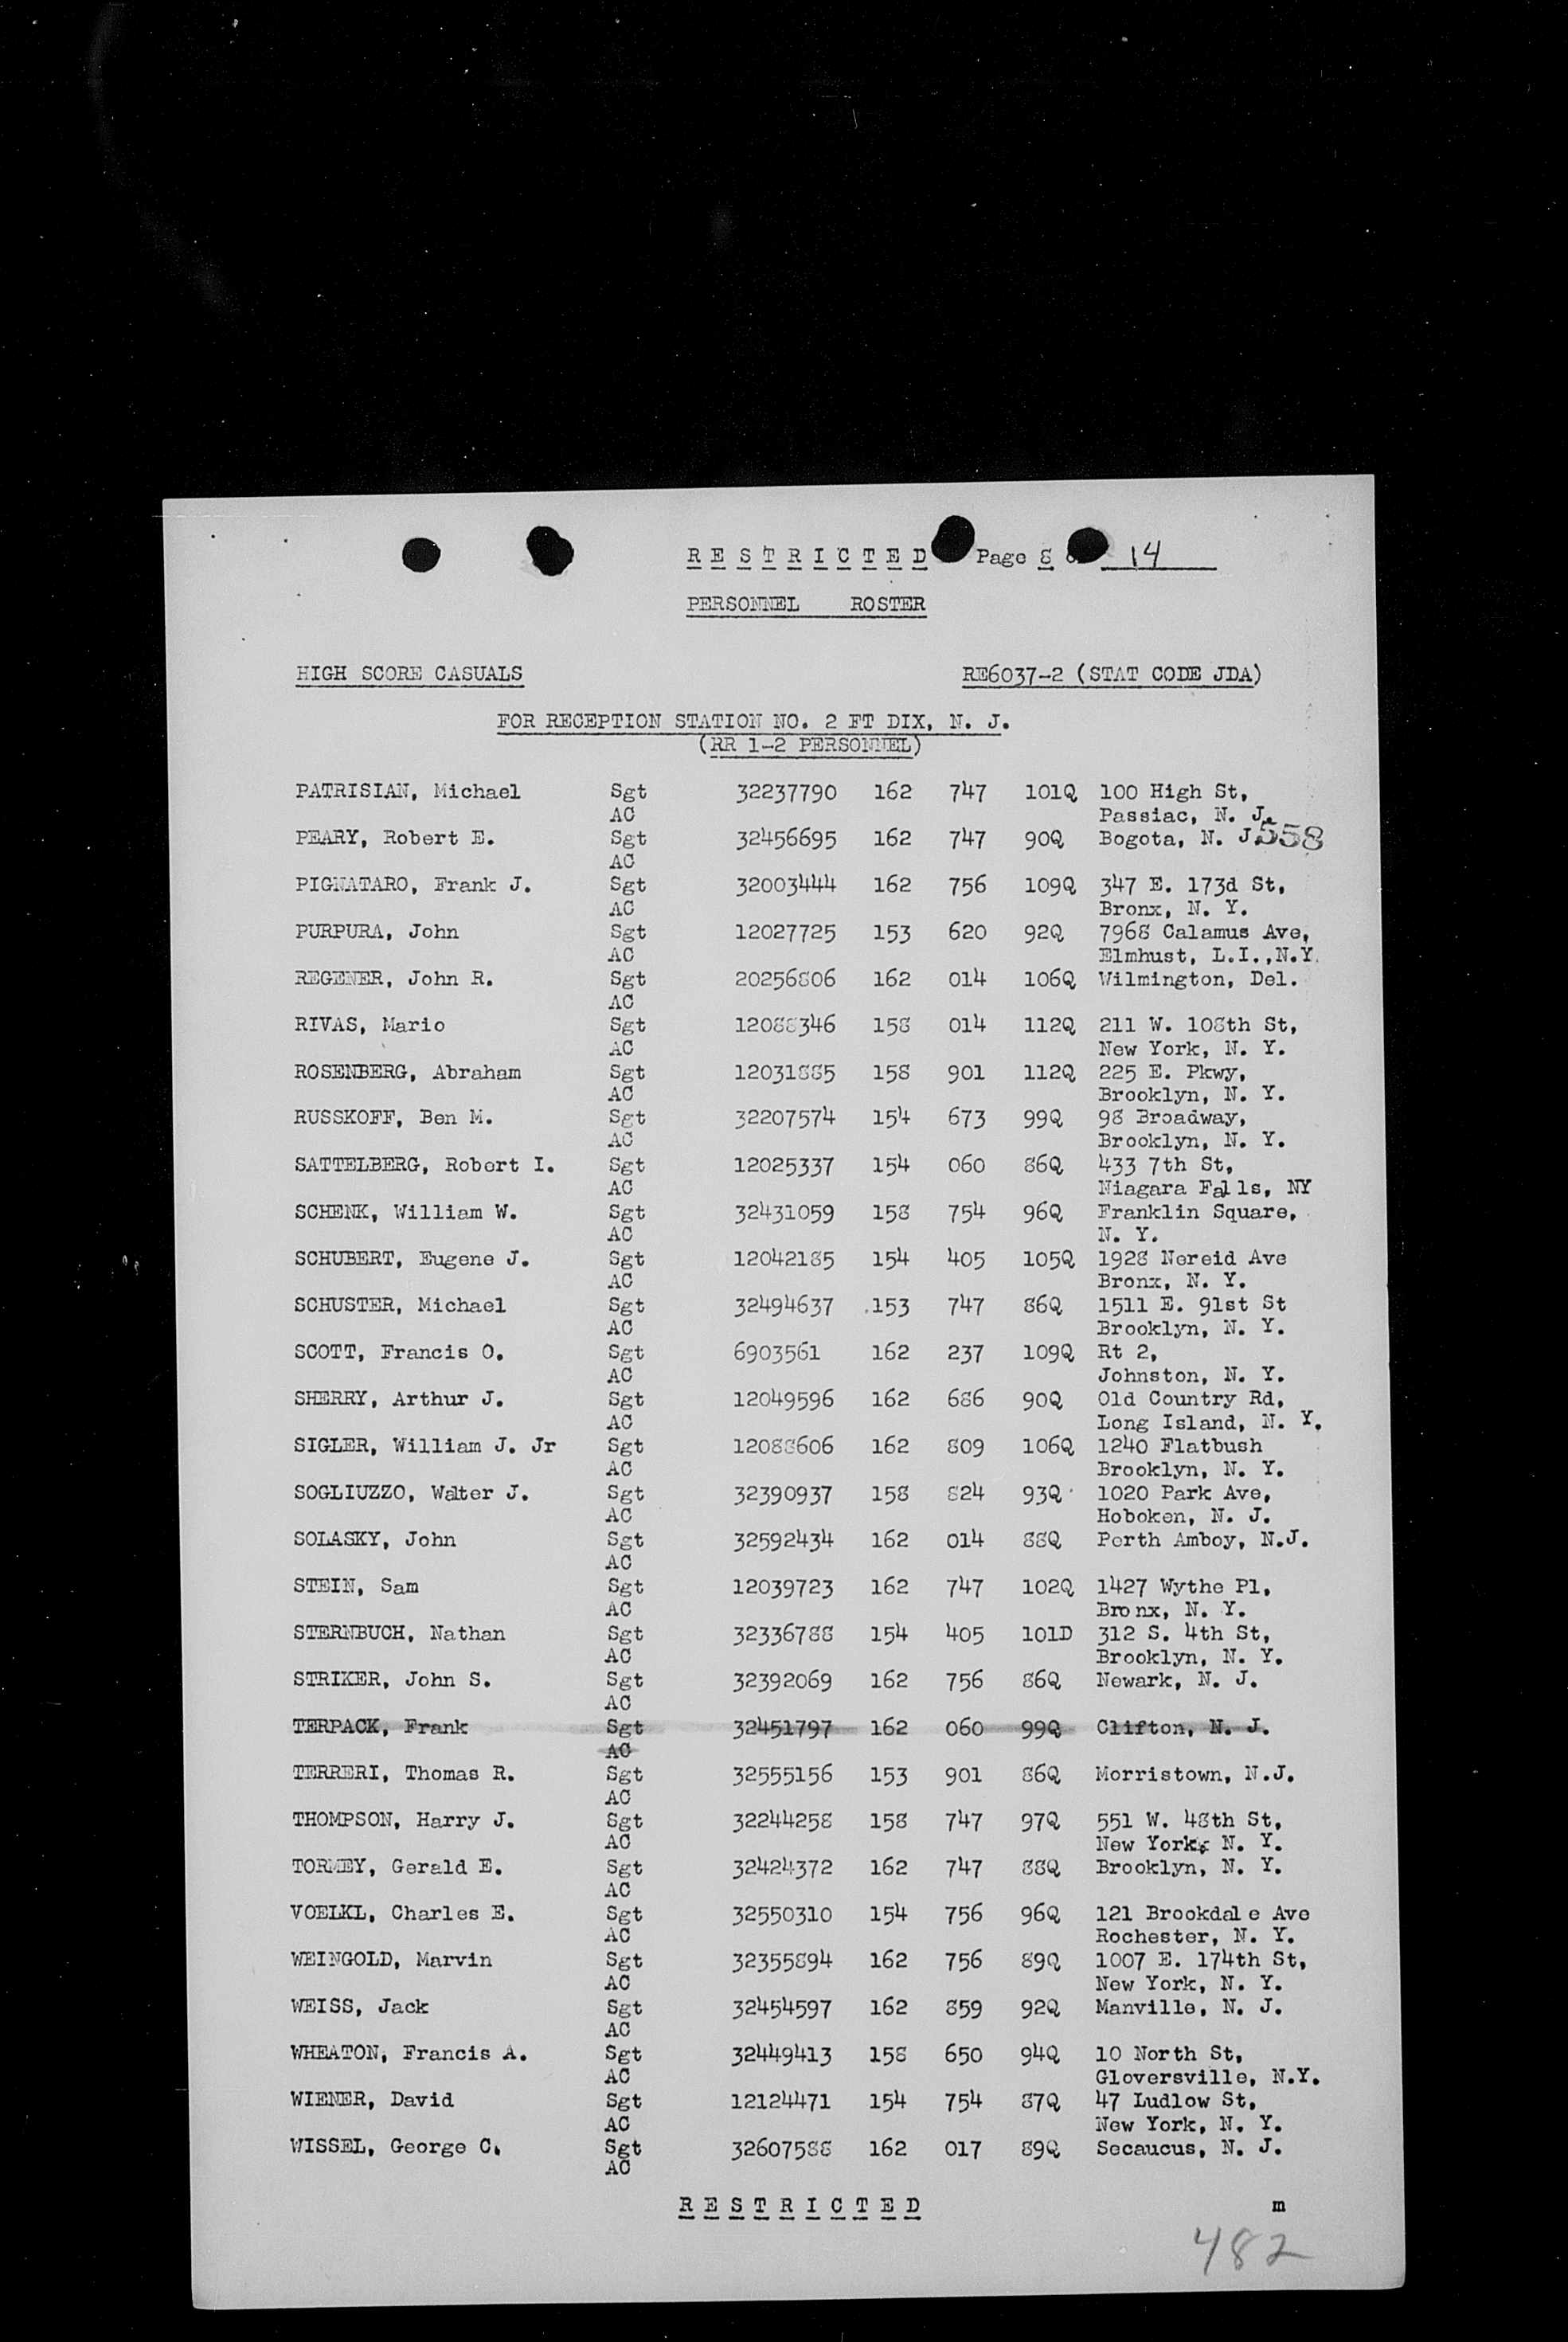 RESTRICTED Page 8 14
PERSONNEL ROSTER
HIGH SCORE CASUALS RE6037-2 (STAT CODE JDA)
FOR RECEPTION STATION NO. 2 FT DIX, N. J.
(RR 1-2 PERSONNEL)
PATRISIAN, Michael Sgt 32237790 162 747 101Q 100 High St,
AC Passiac, N. J.
PEARY, Robert E. Sgt 32456695 162 747 90Q Bogota, N. J. 558
AC
PIGNATARO, Frank J. Sgt 32003444 162 756 109Q 347 E. 173d St,
AC Bronx, N. Y.
PURPURA, John Sgt 12027725 153 620 92Q 7968 Calamus Ave,
AC Elmhust, L.I.,N.Y.
REGENER, John R. Sgt 20256806 162 014 106Q Wilmington, Del.
AC
RIVAS, Mario Sgt 12088346 158 014 112Q 211 W. 108th St,
AC New York, N. Y.
ROSENBERG, Abraham Sgt 12031885 158 901 112Q 225 E. Pkwy,
AC Brooklyn, N. Y.
RUSSKOFF, Ben M. Sgt 32207574 154 673 99Q 98 Broadway,
AC Brooklyn, N. Y.
SATTELBERG, Robert I. Sgt 12025337 154 060 86Q 433 7th St,
AC Niagara Falls, NY
SCHENK, William W. Sgt 32431059 158 754 96Q Franklin Square,
AC N. Y.
SCHUBERT, Eugene J. Sgt 12042185 154 405 105Q 1928 Nereid Ave
AC Bronx, N. Y.
SCHUSTER, Michael Sgt 32494637 153 747 86Q 1511 E. 91st St
AC Brooklyn, N. Y.
SCOTT, Francis O. Sgt 6903561 162 237 109Q Rt 2,
AC Johnston, N. Y.
SHERRY, Arthur J. Sgt 12049596 162 686 90Q Old Country Rd,
AC Long Island, N. Y.
SIGLER, William J. Jr Sgt 12088606 162 809 106Q 1240 Flatbush
AC Brooklyn, N. Y.
SOGLIUZZO, Walter J. Sgt 32390937 158 824 93Q 1020 Park Ave,
AC Hoboken, N. J.
SOLASKY, John Sgt 32592434 162 014 88Q Perth Amboy, N.J.
AC
STEIN, Sam Sgt 12039723 162 747 102Q 1427 Wythe Pl,
AC Bronx, N. Y.
STERNBUCH, Nathan Sgt 32336788 154 405 101D 312 S. 4th St,
AC Brooklyn, N. Y.
STRIKER, John S. Sgt 32392069 162 756 86Q Newark, N. J.
AC
TERPACK, Frank Sgt 32451797 162 060 99Q Clifton, N. J.
AC
TERRERI, Thomas R. Sgt 32555156 153 901 86Q Morristown, N.J.
AC
THOMPSON, Harry J. Sgt 32244258 158 747 97Q 551 W. 48th St,
AC New York, N. Y.
TORMEY, Gerald E. Sgt 32424372 162 747 88Q Brooklyn, N. Y.
AC
VOELKL, Charles E. Sgt 32550310 154 756 96Q 121 Brookdale Ave
AC Rochester, N. Y.
WEINGOLD, Marvin Sgt 32355894 162 756 89Q 1007 E. 174th St,
AC New York, N. Y.
WEISS, Jack Sgt 32454597 162 859 92Q Manville, N. J.
AC
WHEATON, Francis A. Sgt 32449413 158 650 94Q 10 North St,
AC Gloversville, N.Y.
WIENER, David Sgt 12124471 154 754 87Q 47 Ludlow St,
AC New York, N. Y.
WISSEL, George C. Sgt 32607588 162 017 89Q Secaucus, N. J.
AC
RESTRICTED m
482